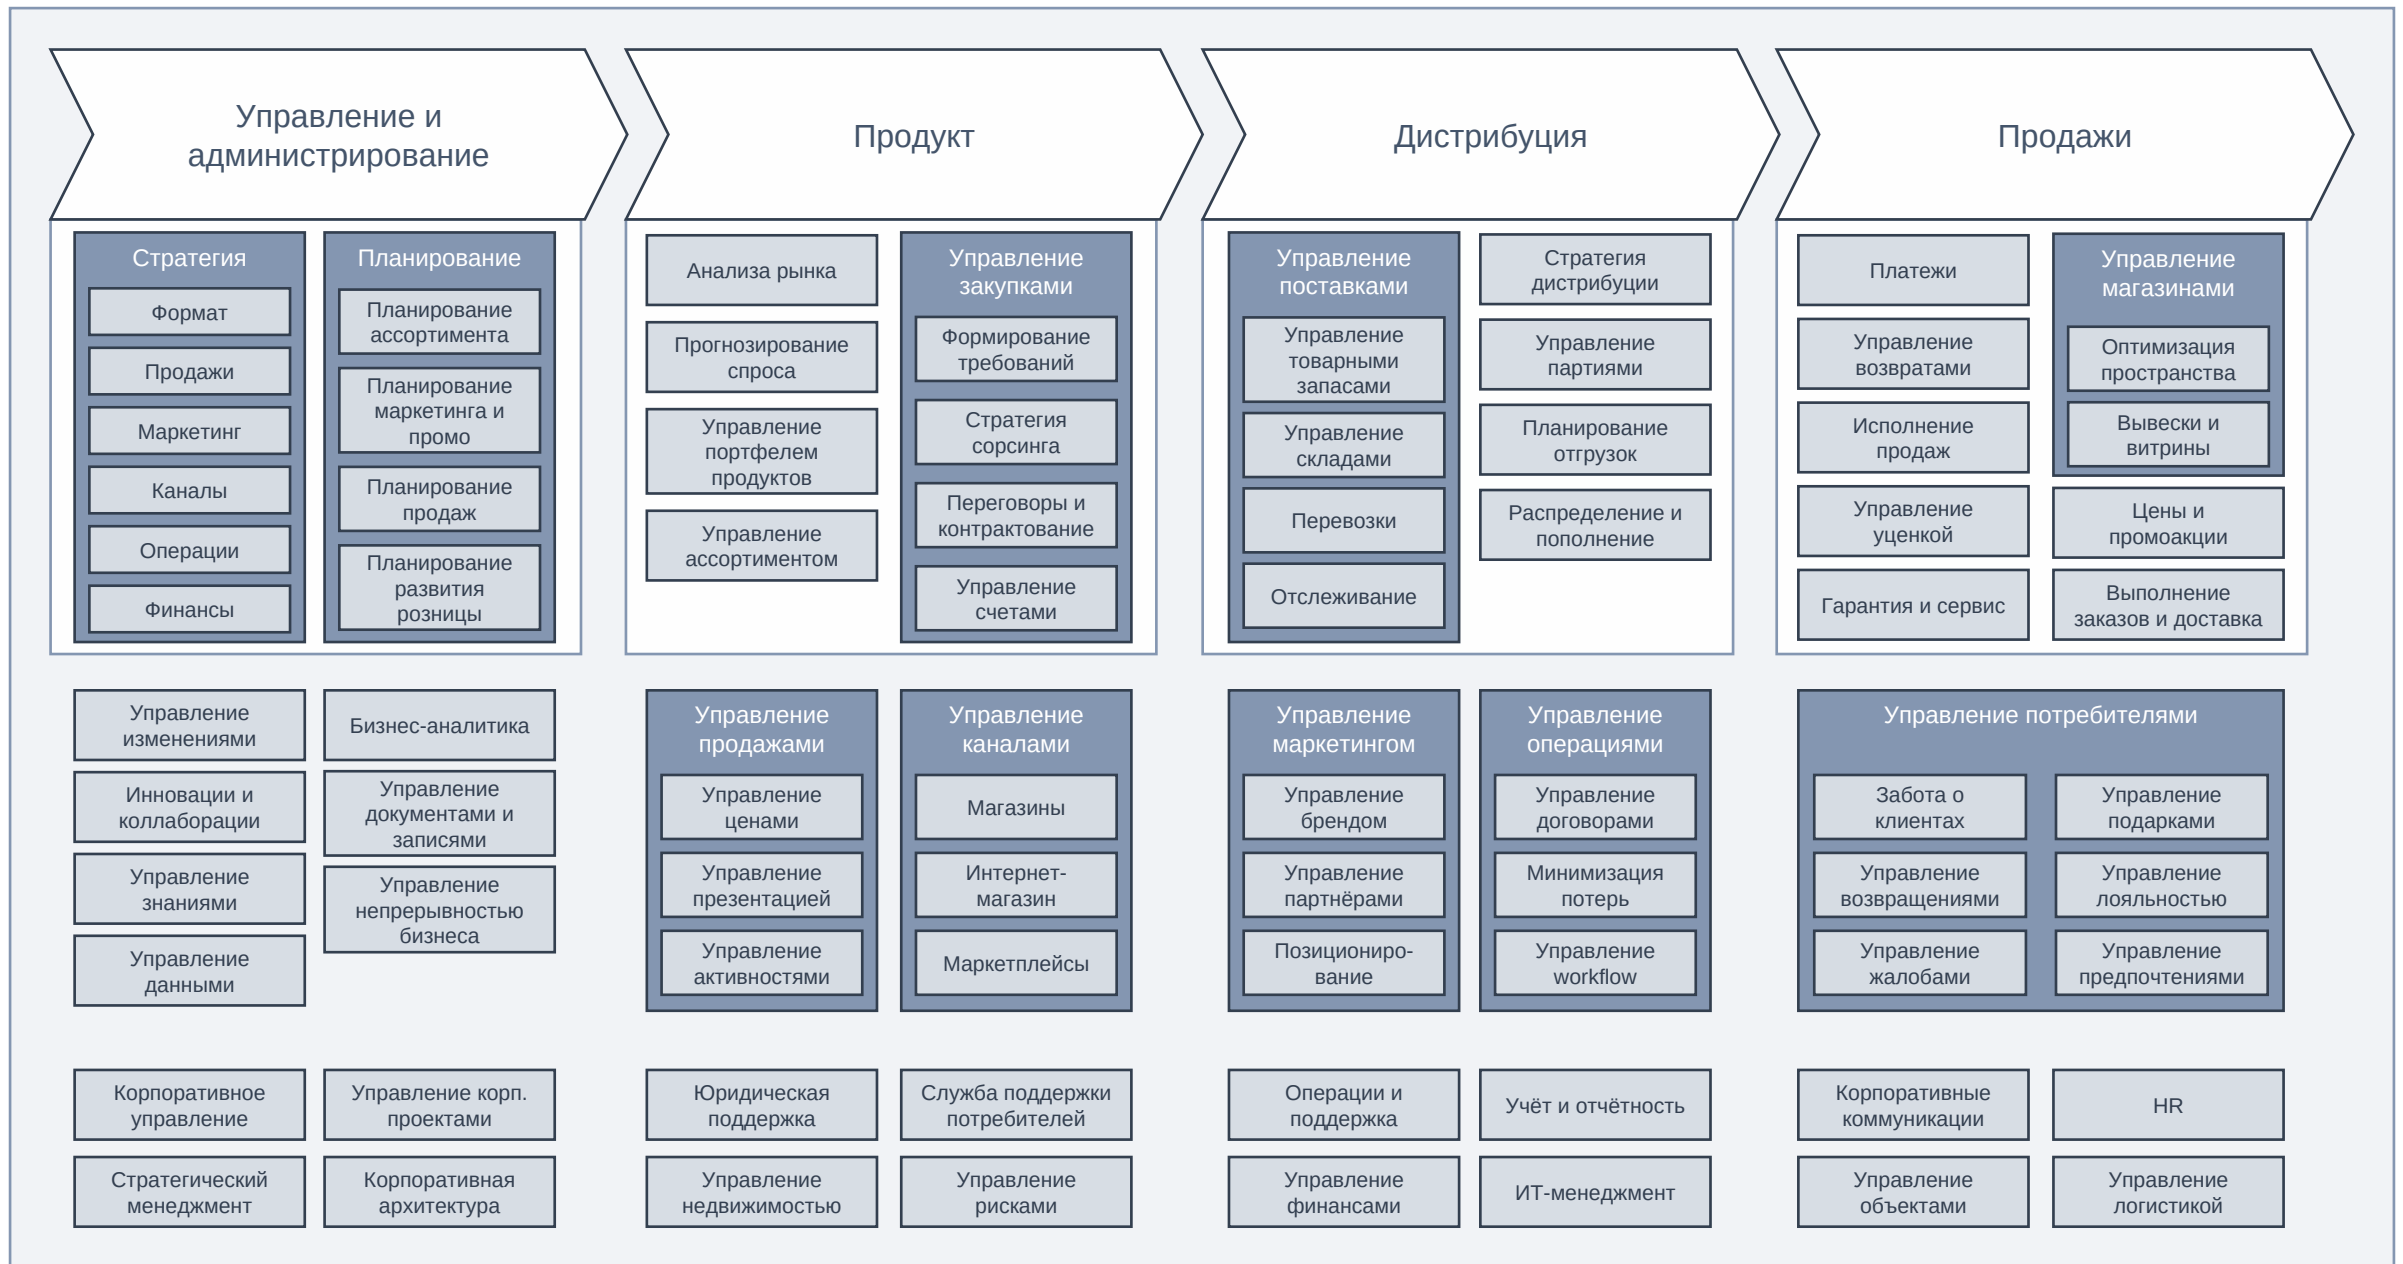 Управление и
администрирование
Продукт
Дистрибуция
Продажи
Стратегия
Формат
Продажи
Маркетинг
Каналы
Операции
Финансы
Планирование
Планирование
ассортимента
Планирование
маркетинга и
промо
Планирование
продаж
Планирование
развития
розницы
Анализа рынка
Прогнозирование
спроса
Управление
портфелем
продуктов
Управление
ассортиментом
Управление
закупками
Формирование
требований
Стратегия
сорсинга
Переговоры и
контрактование
Управление
счетами
Управление
поставками
Управление
товарными
запасами
Управление
складами
Перевозки
Отслеживание
Стратегия
дистрибуции
Управление
партиями
Планирование
отгрузок
Распределение и
пополнение
Платежи
Управление
возвратами
Исполнение
продаж
Управление
уценкой
Гарантия и сервис
Управление
магазинами
Оптимизация
пространства
Вывески и
витрины
Цены и
промоакции
Выполнение
заказов и доставка
Управление
изменениями
Инновации и
коллаборации
Управление
знаниями
Управление
данными
Бизнес-аналитика
Управление
документами и
записями
Управление
непрерывностью
бизнеса
Управление
продажами
Управление
ценами
Управление
презентацией
Управление
активностями
Управление
каналами
Магазины
Интернет-
магазин
Маркетплейсы
Управление
маркетингом
Управление
брендом
Управление
партнёрами
Позициониро-
вание
Управление
операциями
Управление
договорами
Минимизация
потерь
Управление
workflow
Управление потребителями
Забота о
клиентах
Управление
возвращениями
Управление
жалобами
Управление
подарками
Управление
лояльностью
Управление
предпочтениями
Корпоративное
управление
Управление корп.
проектами
Юридическая
поддержка
Служба поддержки
потребителей
Операции и
поддержка
Учёт и отчётность
Корпоративные
коммуникации
HR
Стратегический
менеджмент
Корпоративная
архитектура
Управление
недвижимостью
Управление
рисками
Управление
финансами
ИТ-менеджмент
Управление
объектами
Управление
логистикой